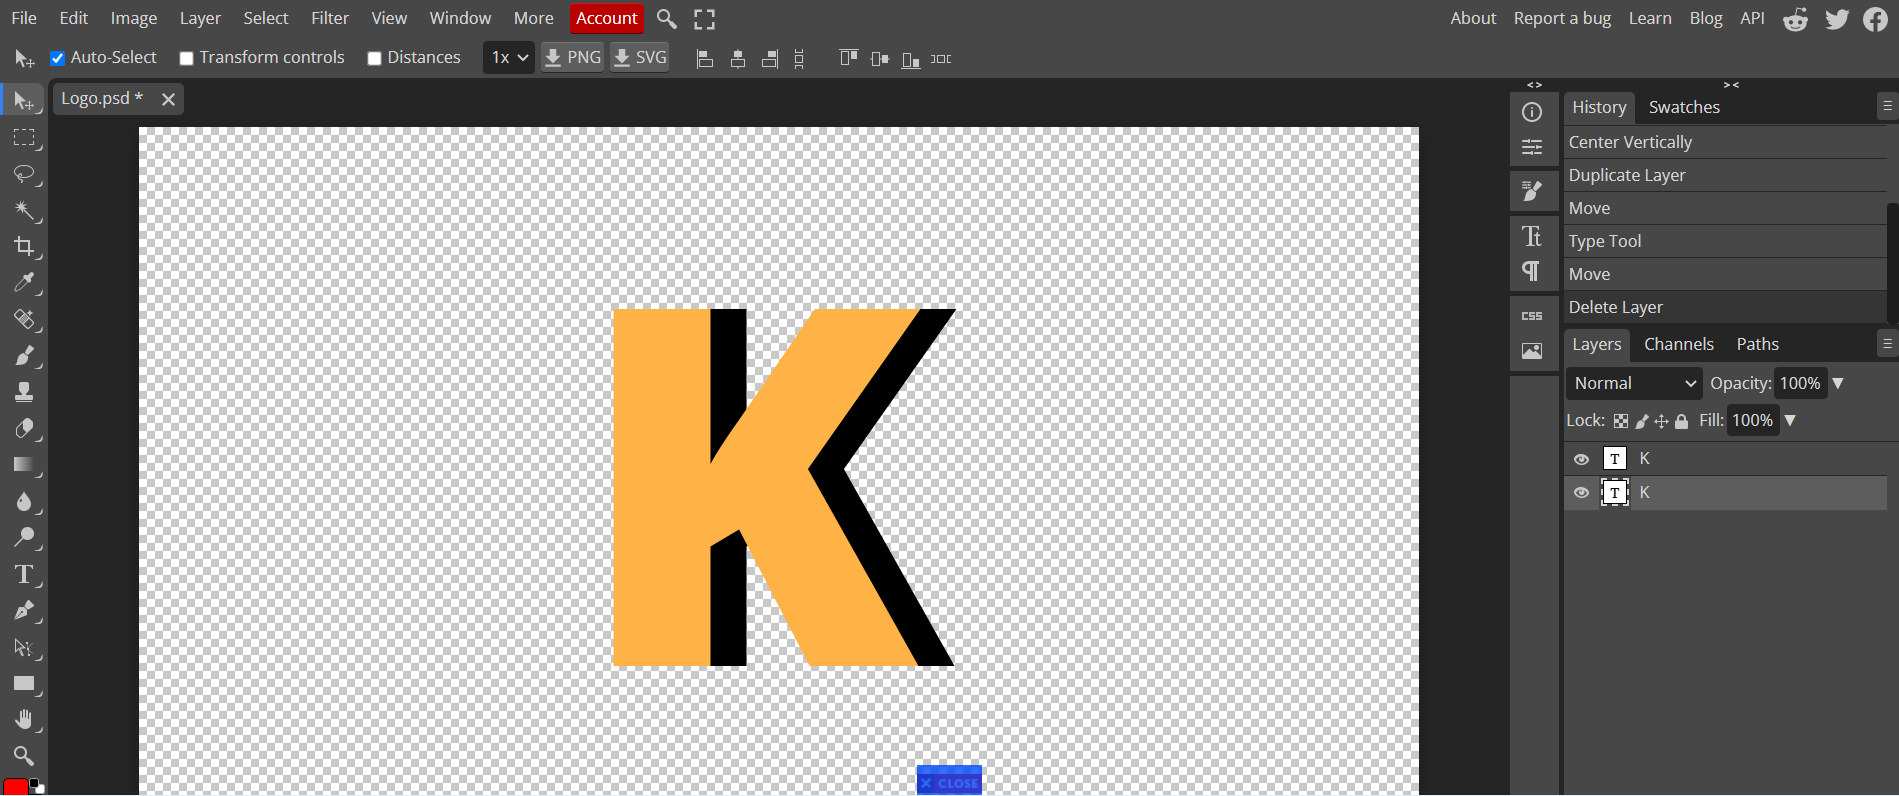 File Edit Image Layer Select Filter View Window More Account About Report a bug Learn Blog API
Auto-Select Transform controls Distances 1x PNG SVG
Logo.psd *
K
CLOSE
History Swatches
Center Vertically
Duplicate Layer
Move
Type Tool
Move
Delete Layer
CSS
Layers Channels Paths
Normal Opacity: 100%
Lock: Fill: 100%
T K
T K